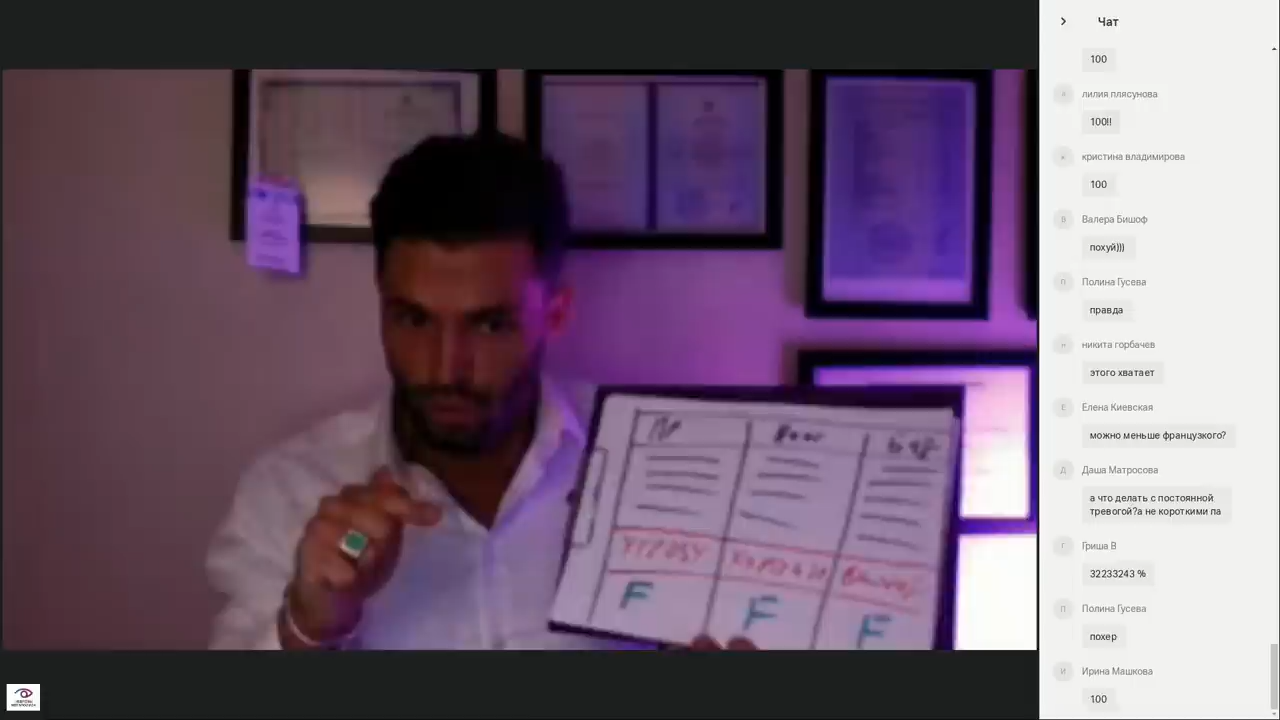 Чат
100
лилия плясунова
100!!
кристина владимирова
100
Валера Бишоф
похуй)))
Полина Гусева
правда
никита горбачев
этого хватает
Елена Киевская
можно меньше французкого?
Даша Матросова
а что делать с постоянной
тревогой?а не короткими па
Гриша В
32233243 %
Полина Гусева
похер
Ирина Машкова
100
F
F
F